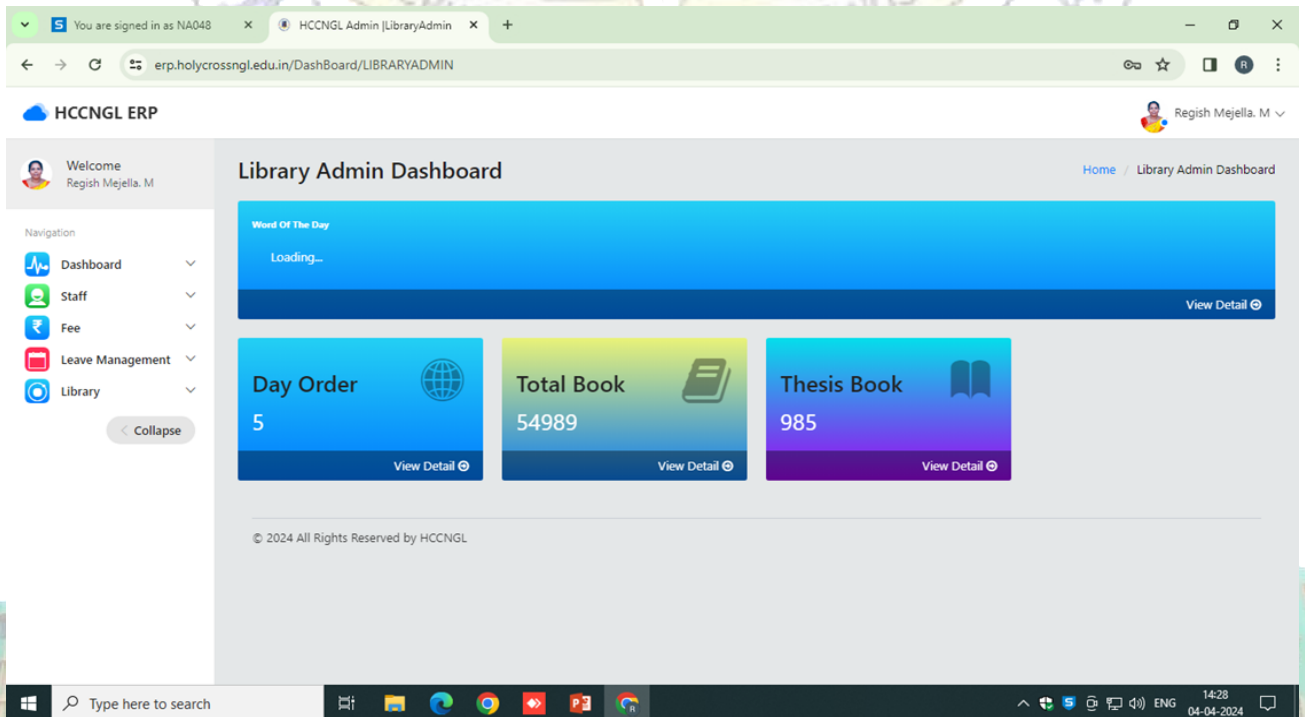 You are signed in as NA048
HCCNGL Admin |LibraryAdmin
erp.holycrossngl.edu.in/DashBoard/LIBRARYADMIN
HCCNGL ERP
Regish Mejella. M
Welcome
Regish Mejella. M
Library Admin Dashboard
Home / Library Admin Dashboard
Navigation
Dashboard
Staff
Fee
Leave Management
Library
< Collapse
Word Of The Day
Loading...
View Detail
Day Order
5
View Detail
Total Book
54989
View Detail
Thesis Book
985
View Detail
© 2024 All Rights Reserved by HCCNGL
Type here to search
ENG
14:28
04-04-2024